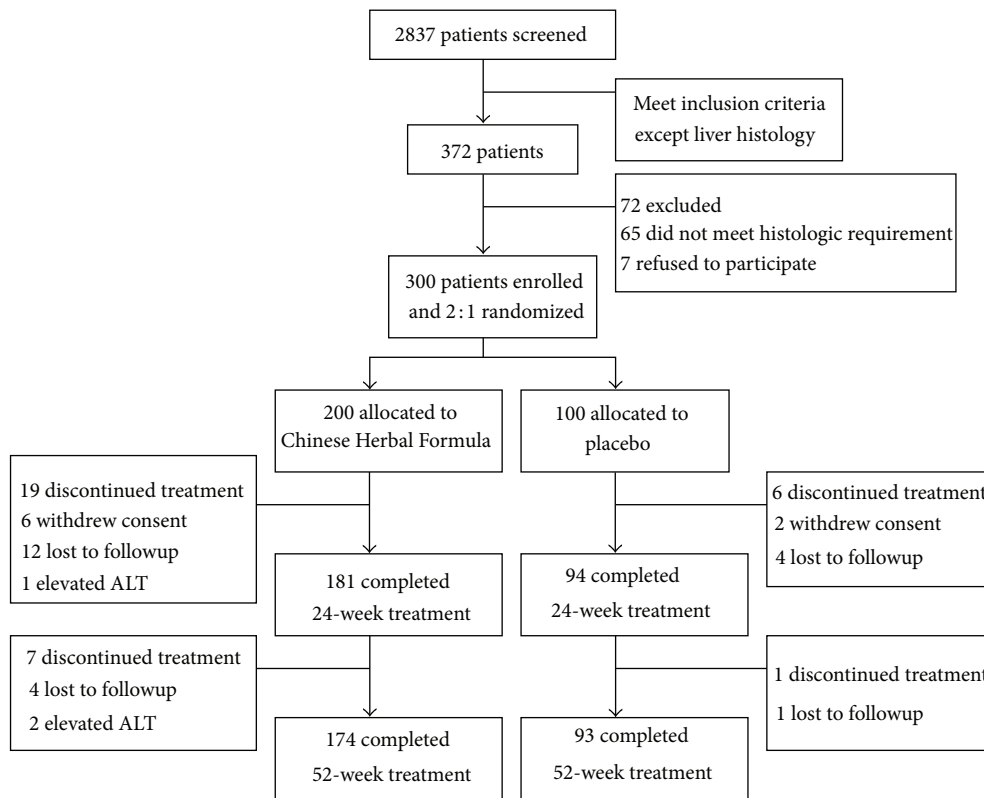 2837 patients screened
Meet inclusion criteria
except liver histology
372 patients
72 excluded
65 did not meet histologic requirement
7 refused to participate
300 patients enrolled
and 2 : 1 randomized
200 allocated to
Chinese Herbal Formula
100 allocated to
placebo
19 discontinued treatment
6 withdrew consent
12 lost to followup
1 elevated ALT
6 discontinued treatment
2 withdrew consent
4 lost to followup
181 completed
24-week treatment
94 completed
24-week treatment
7 discontinued treatment
4 lost to followup
2 elevated ALT
1 discontinued treatment
1 lost to followup
174 completed
52-week treatment
93 completed
52-week treatment